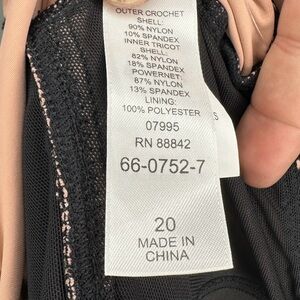 OUTER CROCHET
SHELL:
90% NYLON
10% SPANDEX
INNER TRICOT
SHELL:
82% NYLON
18% SPANDEX
POWERNET:
87% NYLON
13% SPANDEX
LINING:
100% POLYESTER
07995
RN 88842
66-0752-7
20
MADE IN
CHINA